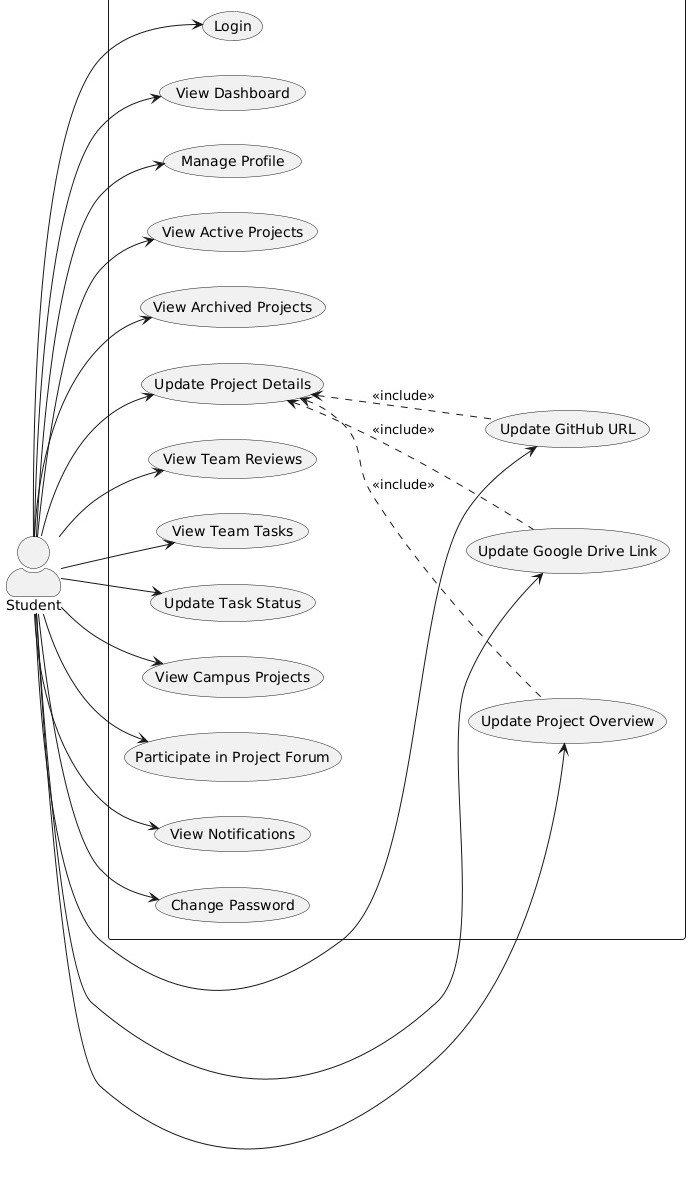 Login
View Dashboard
Manage Profile
View Active Projects
View Archived Projects
Update Project Details
«include»
Update GitHub URL
«include»
View Team Reviews
«include»
View Team Tasks
Update Google Drive Link
Student
Update Task Status
View Campus Projects
Update Project Overview
Participate in Project Forum
View Notifications
Change Password